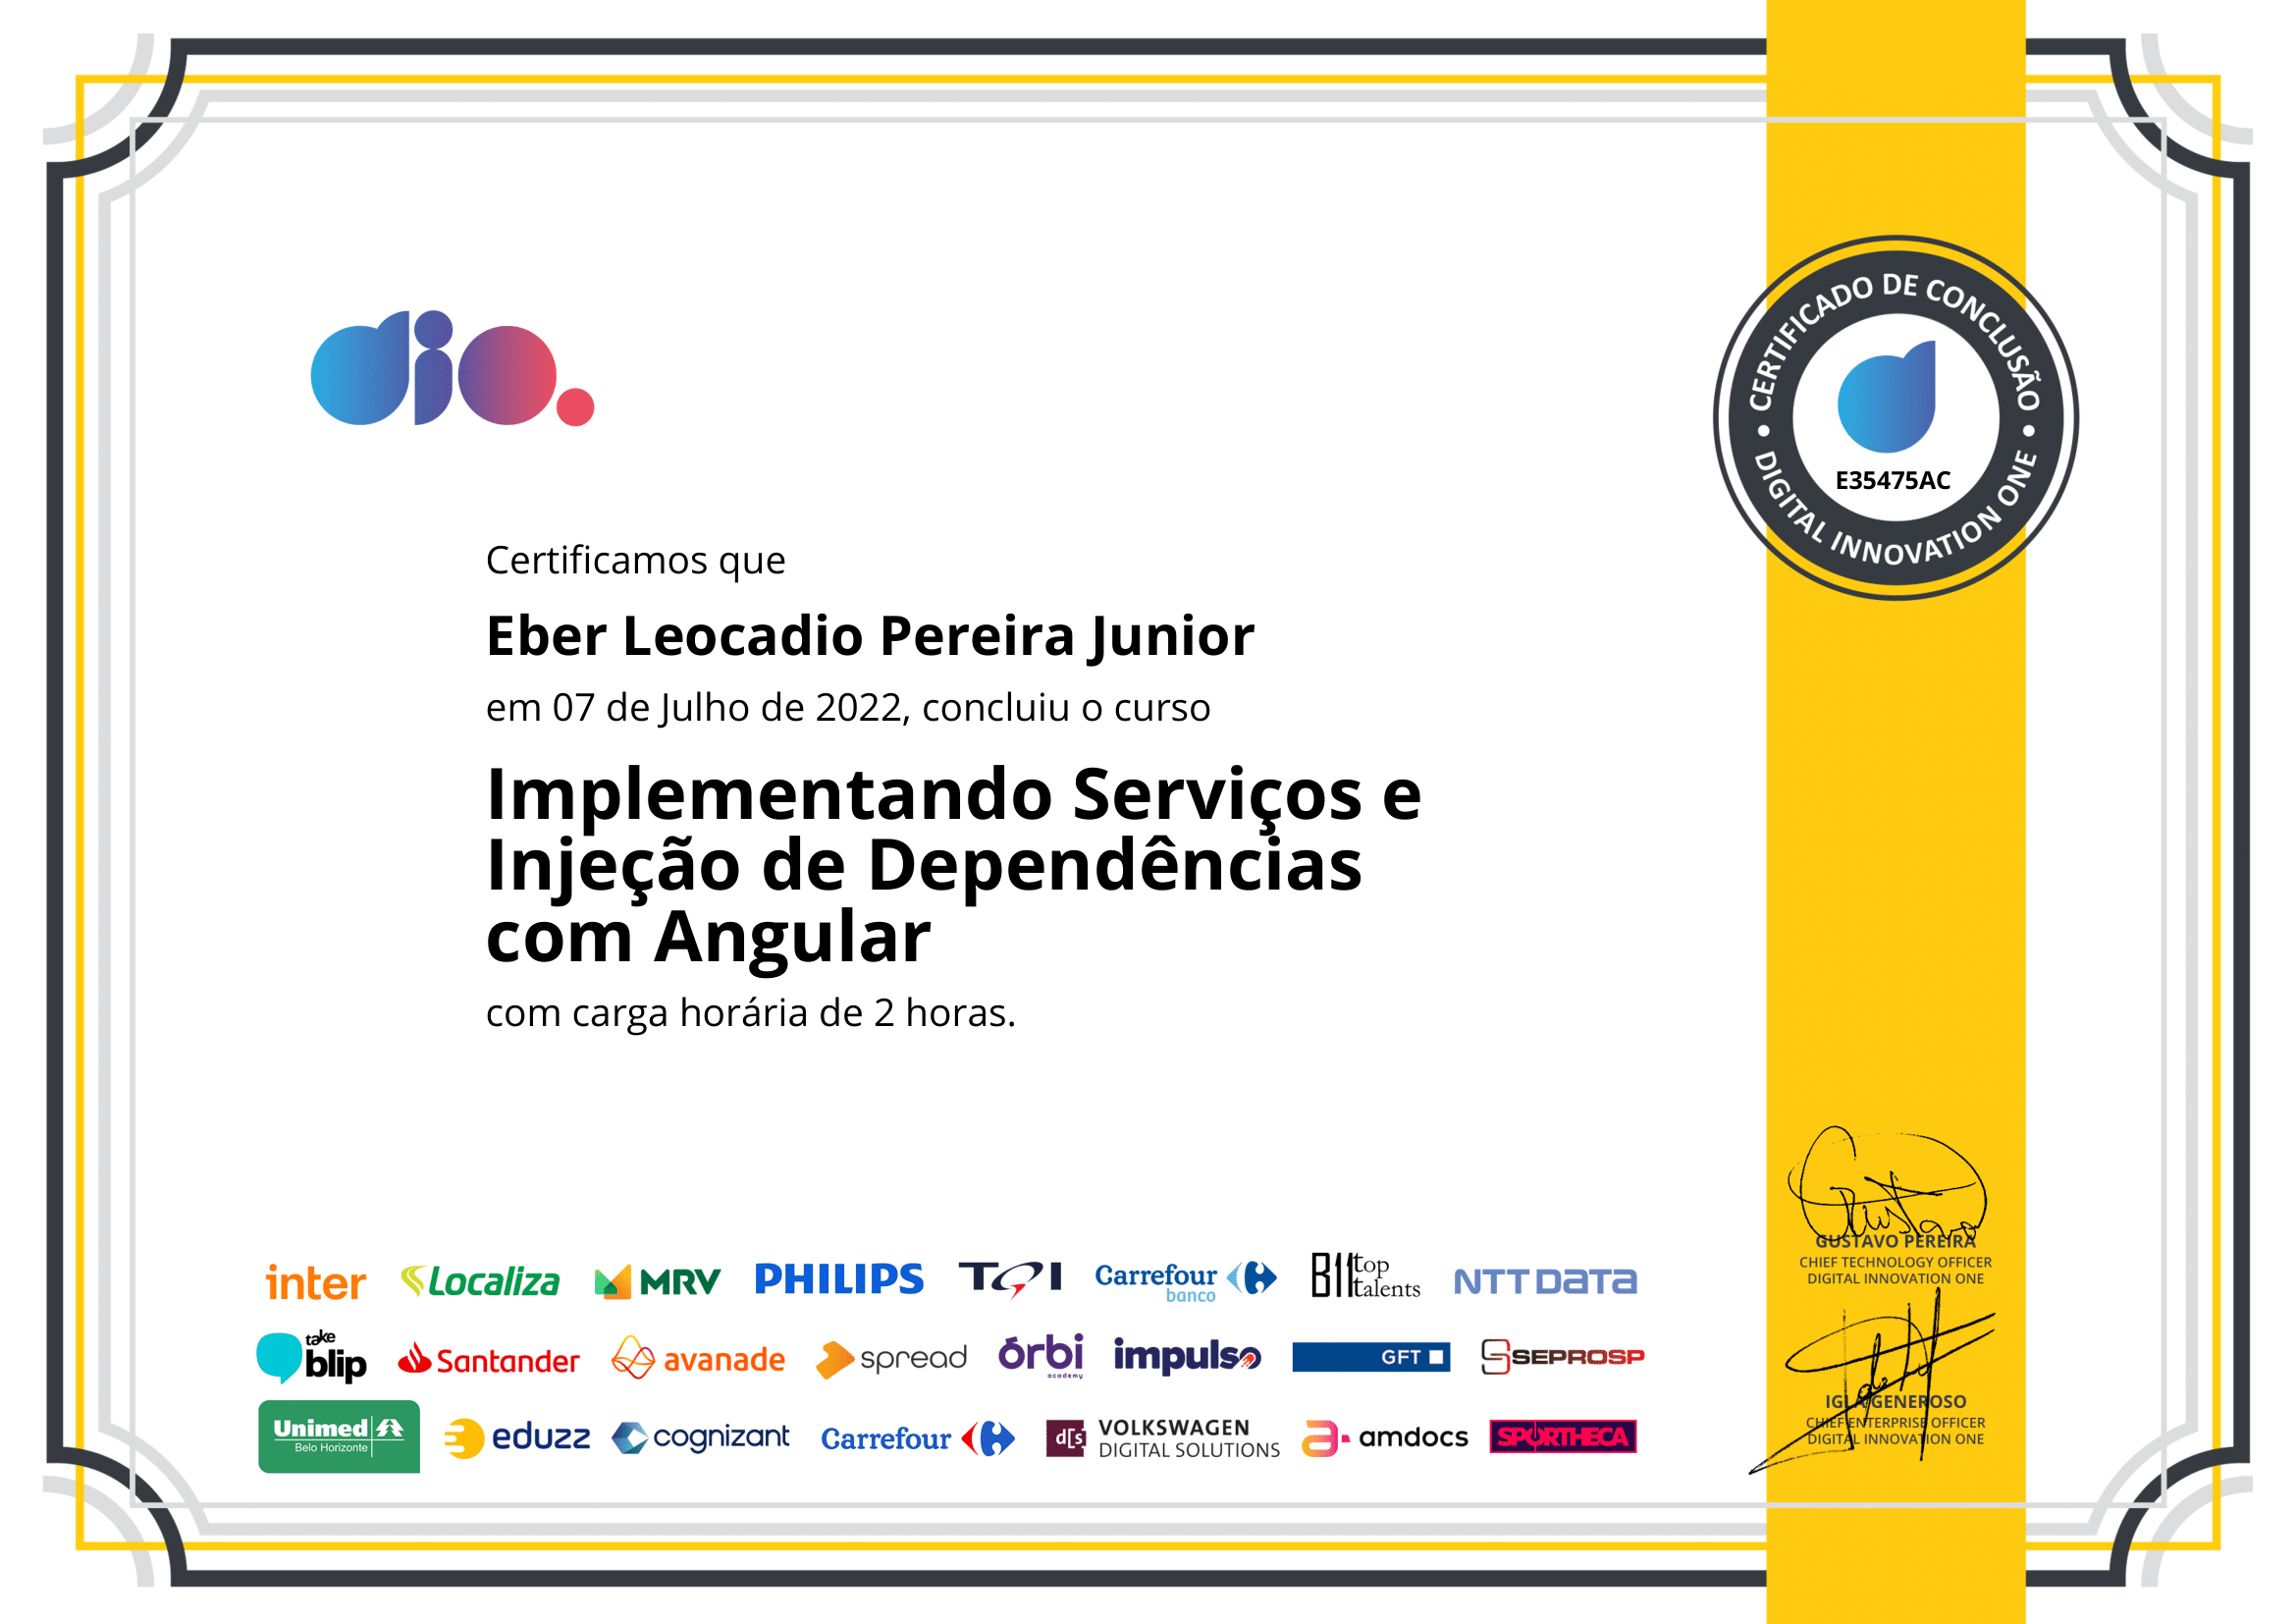 dio.
CERTIFICADO DE CONCLUSÃO
E35475AC
DIGITAL INNOVATION ONE
Certificamos que
Eber Leocadio Pereira Junior
em 07 de Julho de 2022, concluiu o curso
Implementando Serviços e
Injeção de Dependências
com Angular
com carga horária de 2 horas.
Gustavo
GUSTAVO PEREIRA
CHIEF TECHNOLOGY OFFICER
DIGITAL INNOVATION ONE
IGLA GENEROSO
CHIEF ENTERPRISE OFFICER
DIGITAL INNOVATION ONE
inter Localiza MRV PHILIPS TQI Carrefour banco B11 top talents NTT DATA
take blip Santander avanade spread órbi academy impulso GFT SEPROSP
Unimed Belo Horizonte eduzz cognizant Carrefour d[s] VOLKSWAGEN DIGITAL SOLUTIONS amdocs SPORTHECA